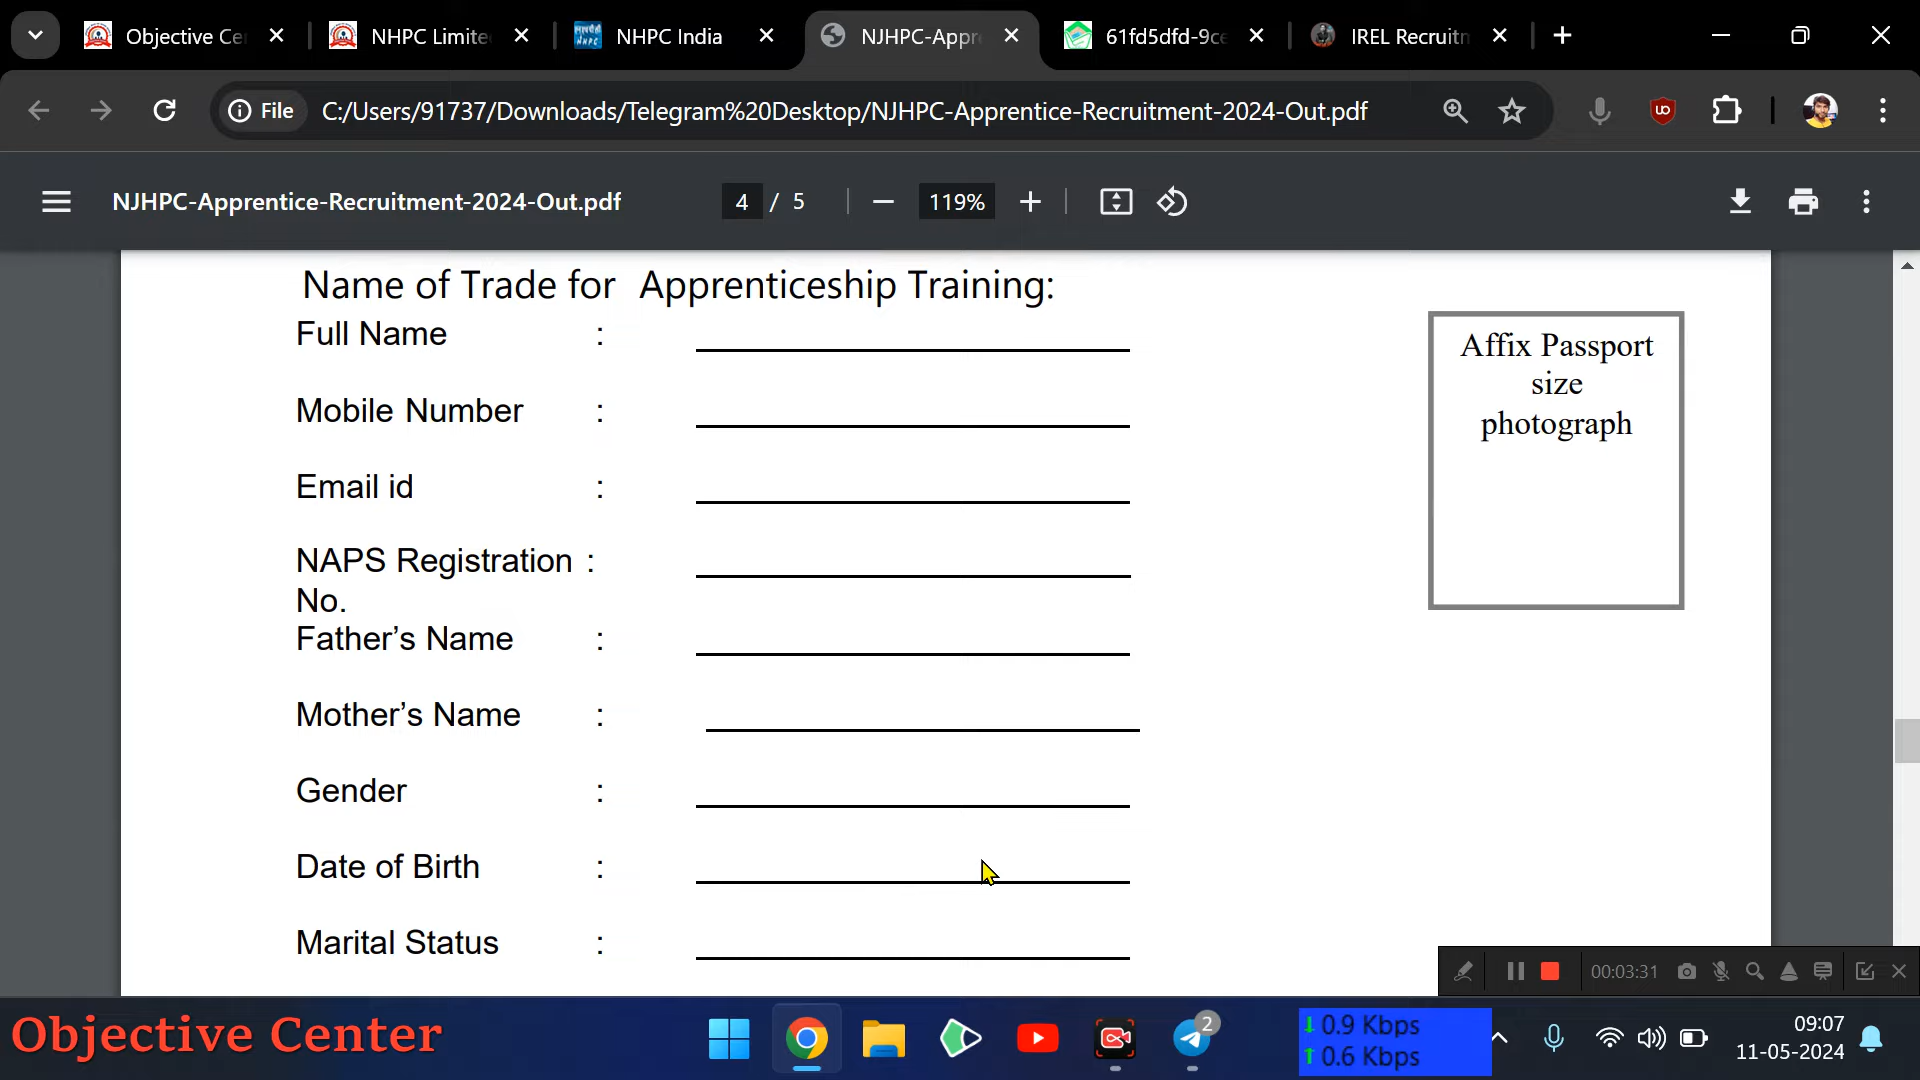 Objective Ce
NHPC Limite
NHPC India
NJHPC-Appr
61fd5dfd-9ce
IREL Recruitm
File
C:/Users/91737/Downloads/Telegram%20Desktop/NJHPC-Apprentice-Recruitment-2024-Out.pdf
NJHPC-Apprentice-Recruitment-2024-Out.pdf
4 / 5
119%
Name of Trade for Apprenticeship Training:
Full Name :
Affix Passport
size
photograph
Mobile Number :
Email id :
NAPS Registration :
No.
Father’s Name :
Mother’s Name :
Gender :
Date of Birth :
Marital Status :
00:03:31
Objective Center
2
0.9 Kbps
0.6 Kbps
09:07
11-05-2024